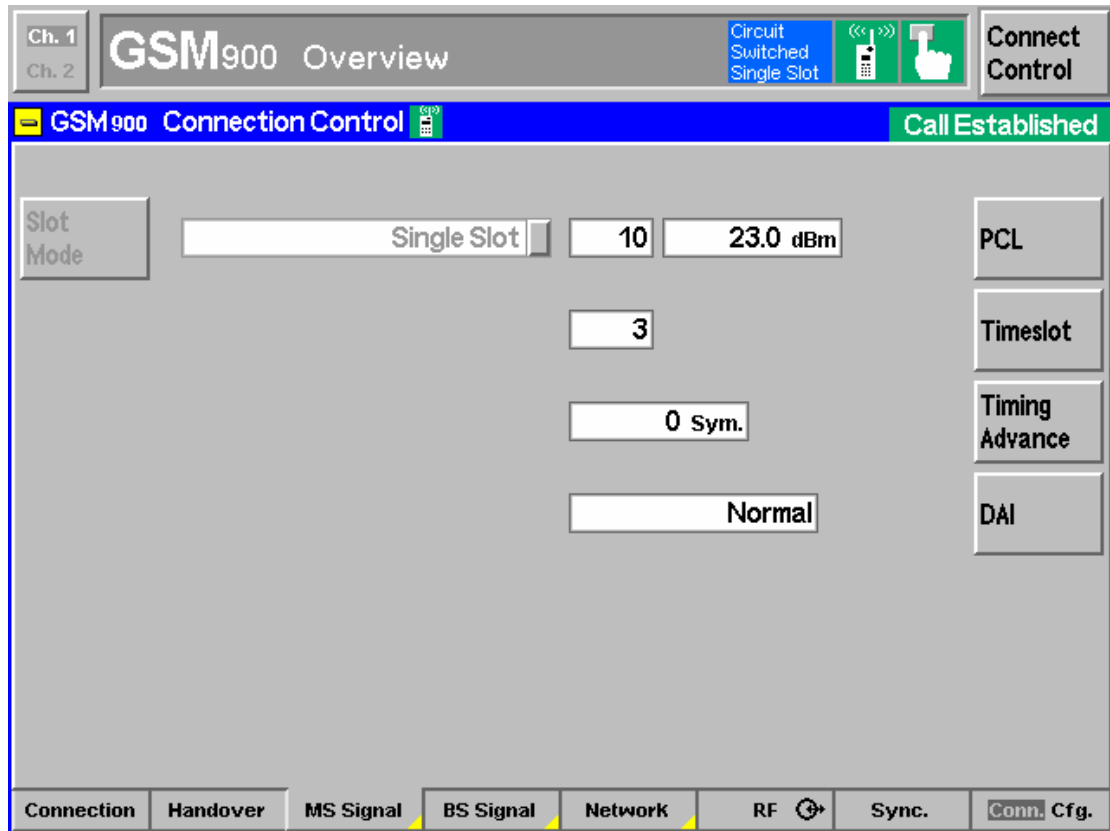 Ch. 1
Ch. 2
GSM900 Overview
Circuit
Switched
Single Slot
Connect
Control
GSM900 Connection Control
Call Established
Slot
Mode
Single Slot
10
23.0 dBm
PCL
3
Timeslot
0 Sym.
Timing
Advance
Normal
DAI
Connection
Handover
MS Signal
BS Signal
Network
RF
Sync.
Conn. Cfg.